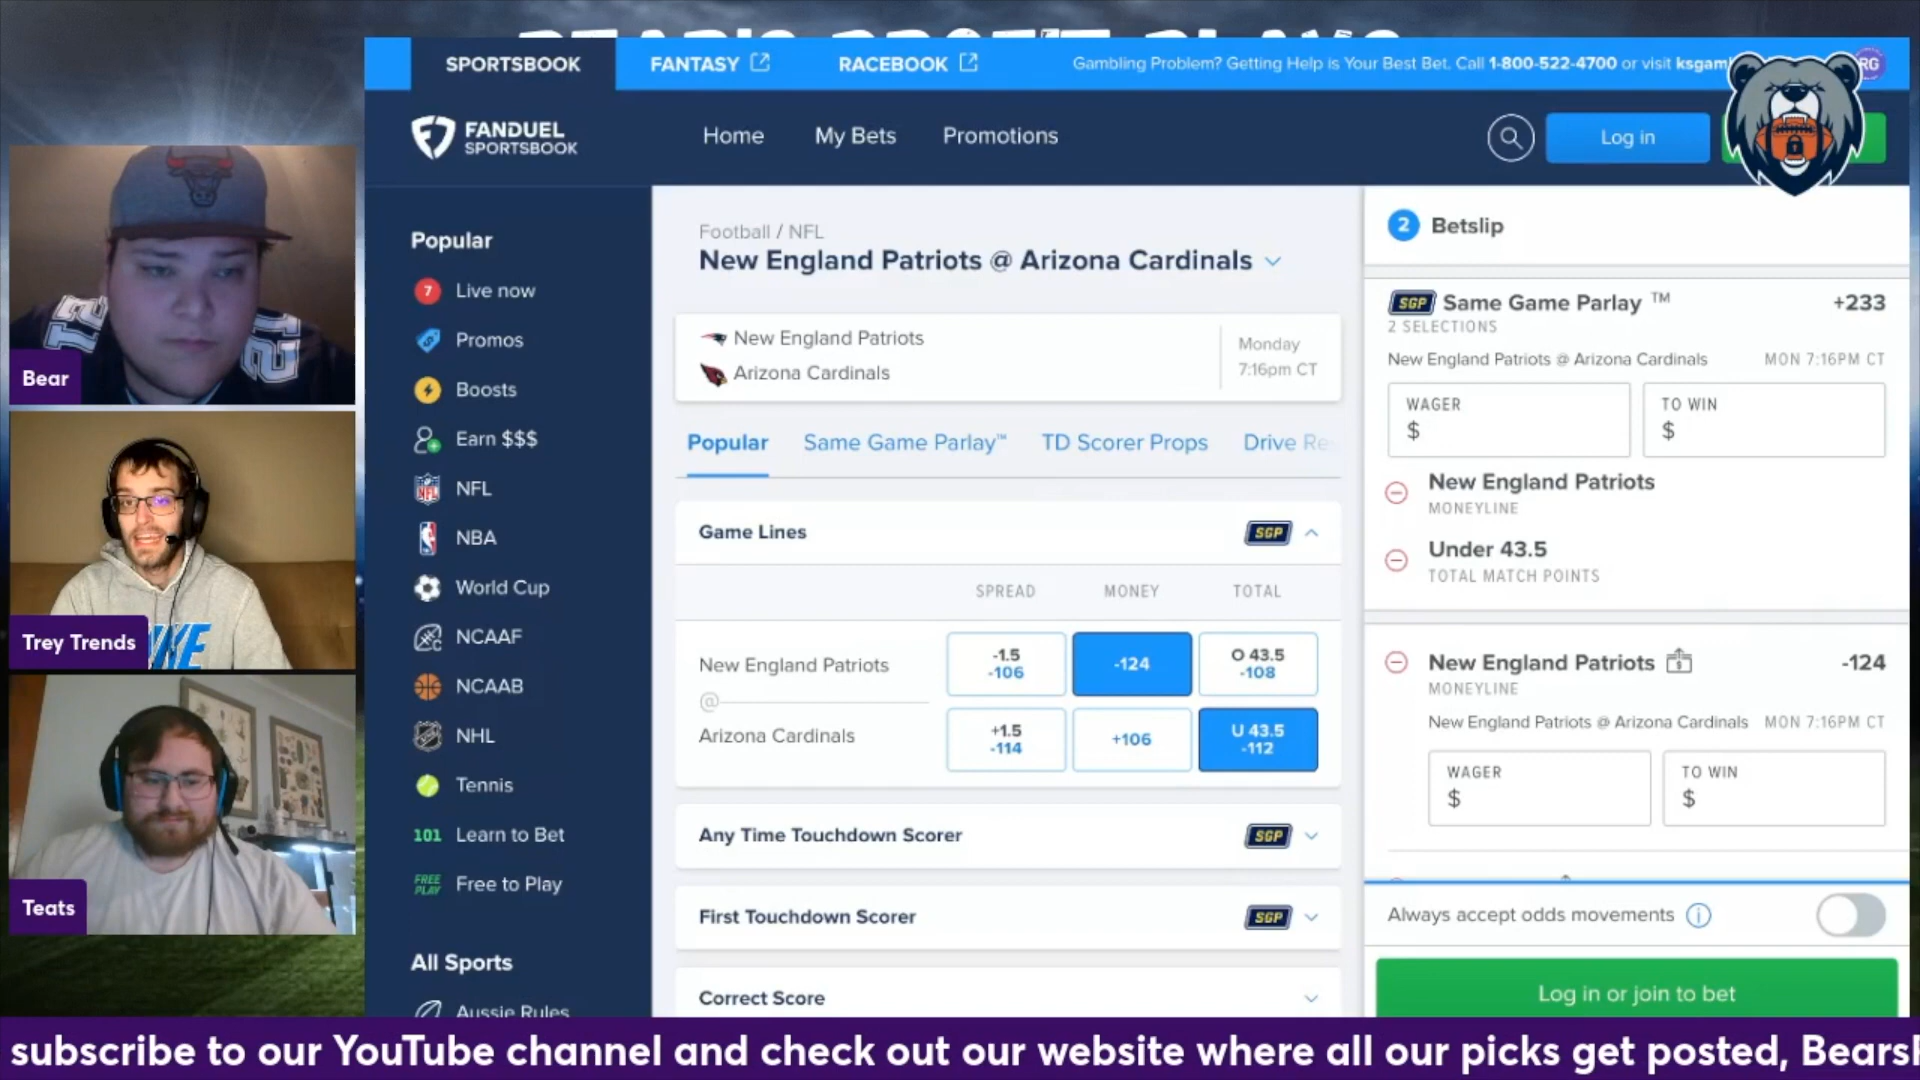 SPORTSBOOK
FANTASY
RACEBOOK
Gambling Problem? Getting Help is Your Best Bet. Call 1-800-522-4700 or visit
RG
FANDUEL
SPORTSBOOK
Home
My Bets
Promotions
Log in
Bear
Trey Trends
Teats
Popular
7
Live now
Promos
Boosts
Earn $$$
NFL
NBA
World Cup
NCAAF
NCAAB
NHL
Tennis
101 Learn to Bet
FREE PLAY Free to Play
All Sports
Aussie Rules
Football / NFL
New England Patriots @ Arizona Cardinals
New England Patriots
Arizona Cardinals
Monday
7:16pm CT
Popular
Same Game Parlay™
TD Scorer Props
Drive
Game Lines
SGP
SPREAD MONEY TOTAL
New England Patriots
-1.5
-106
-124
O 43.5
-108
@
Arizona Cardinals
+1.5
-114
+106
U 43.5
-112
Any Time Touchdown Scorer
SGP
First Touchdown Scorer
SGP
Correct Score
2 Betslip
SGP Same Game Parlay ™ +233
2 SELECTIONS
New England Patriots @ Arizona Cardinals MON 7:16PM CT
WAGER
$
TO WIN
$
New England Patriots
MONEYLINE
Under 43.5
TOTAL MATCH POINTS
New England Patriots -124
MONEYLINE
New England Patriots @ Arizona Cardinals MON 7:16PM CT
WAGER
$
TO WIN
$
Always accept odds movements
Log in or join to bet
subscribe to our YouTube channel and check out our website where all our picks get posted,